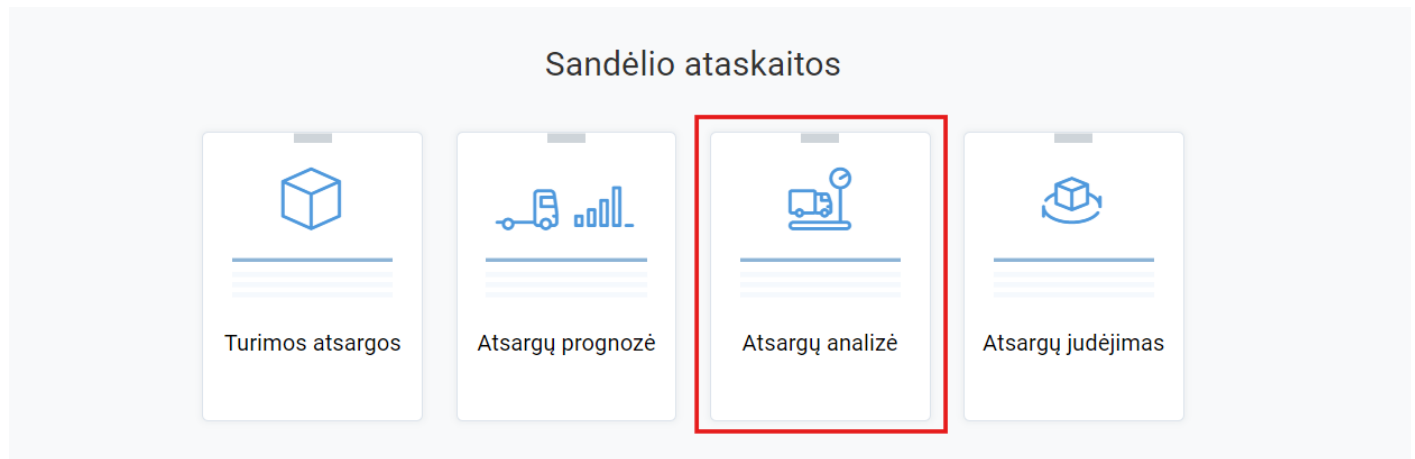 Sandėlio ataskaitos
Turimos atsargos
Atsargų prognozė
Atsargų analizė
Atsargų judėjimas